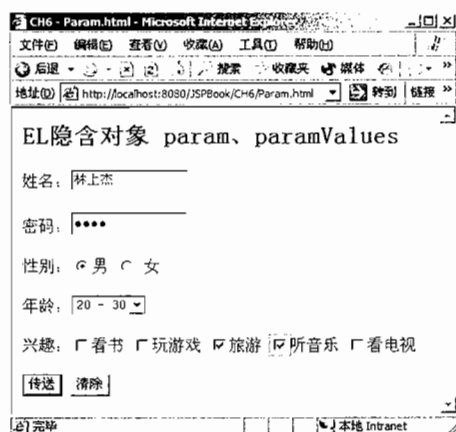 CH6 - Param.html - Microsoft Internet Explorer
文件(F) 编辑(E) 查看(V) 收藏(A) 工具(T) 帮助(H)
后退 搜索 收藏夹 媒体 »
地址(D) http://localhost:8080/JSPBook/CH6/Param.html 转到 链接 »
EL隐含对象 param、paramValues
姓名：林上杰
密码：••••
性别：男 女
年龄：20 - 30
兴趣：看书 玩游戏 旅游 听音乐 看电视
传送 清除
完毕 本地 Intranet